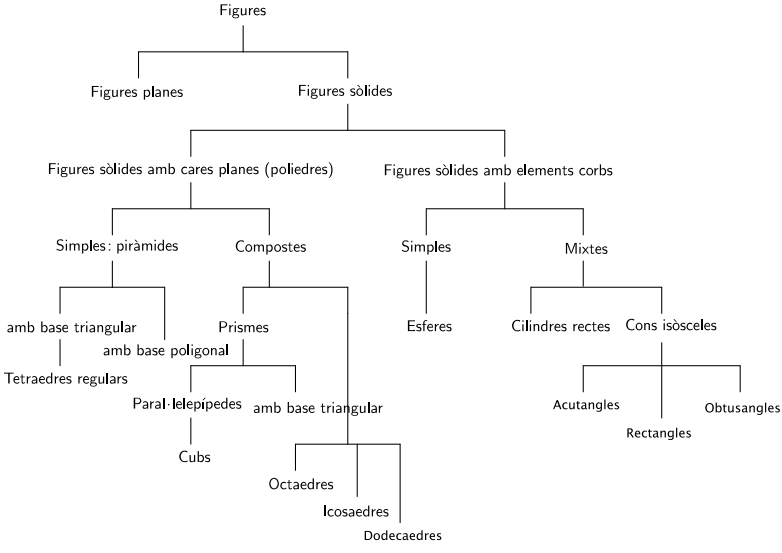 Figures
Figures planes
Figures sòlides
Figures sòlides amb cares planes (poliedres)
Figures sòlides amb elements corbs
Simples: piràmides
Compostes
Simples
Mixtes
amb base triangular
amb base poligonal
Prismes
Esferes
Cilindres rectes
Cons isòsceles
Tetraedres regulars
Paral·lelepípedes
amb base triangular
Acutangles
Rectangles
Obtusangles
Cubs
Octaedres
Icosaedres
Dodecaedres